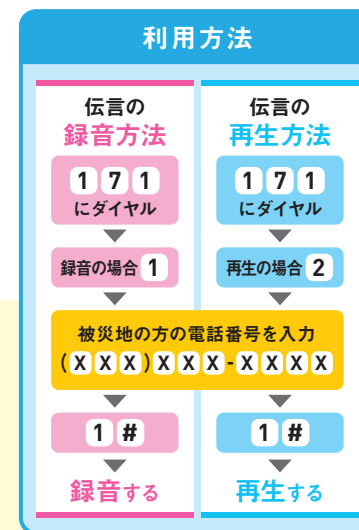 利用方法
伝言の
録音方法
171
にダイヤル
録音の場合 1
伝言の
再生方法
171
にダイヤル
再生の場合 2
被災地の方の電話番号を入力
(XXX)XXX-XXXX
1#
録音する
1#
再生する